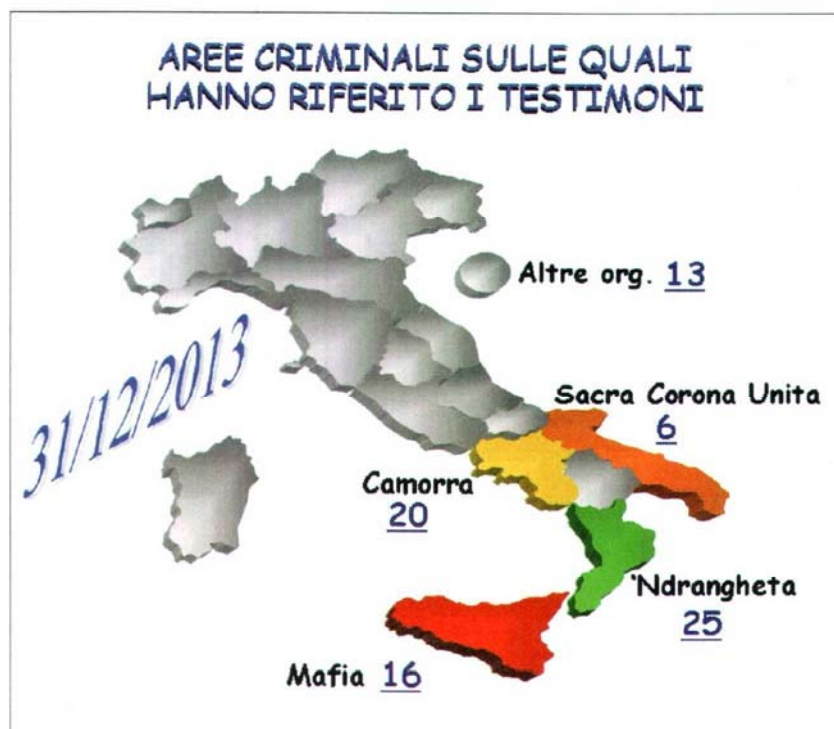 AREE CRIMINALI SULLE QUALI
HANNO RIFERITO I TESTIMONI
Altre org. 13
31/12/2013
Sacra Corona Unita
6
Camorra
20
'Ndrangheta
25
Mafia 16